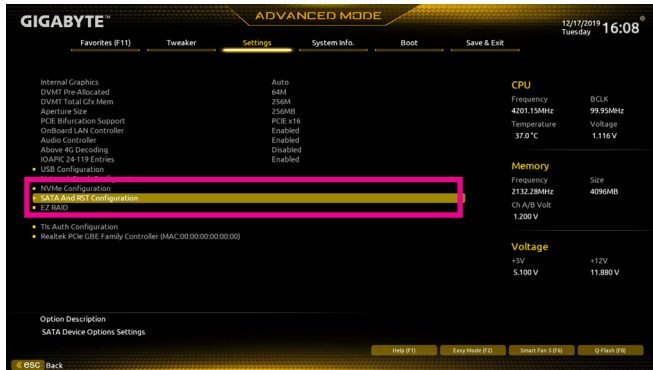 GIGABYTE™
ADVANCED MODE
12/17/2019 16:08
Tuesday
Favorites (F11) Tweaker Settings System Info. Boot Save & Exit
Internal Graphics Auto
DVMT Pre-Allocated 64M
DVMT Total Gfx Mem 256M
Aperture Size 256MB
PCIE Bifurcation Support PCIE x16
OnBoard LAN Controller Enabled
Audio Controller Enabled
Above 4G Decoding Disabled
IOAPIC 24-119 Entries Enabled
USB Configuration
NVMe Configuration
SATA And RST Configuration
EZ RAID
Tls Auth Configuration
Realtek PCIe GBE Family Controller (MAC:00:00:00:00:00:00)
CPU
Frequency BCLK
4201.15MHz 99.95MHz
Temperature Voltage
37.0 °C 1.116 V
Memory
Frequency Size
2132.28MHz 4096MB
Ch A/B Volt
1.200 V
Voltage
+5V +12V
5.100 V 11.880 V
Option Description
SATA Device Options Settings
Help (F1) Easy Mode (F2) Smart Fan 5 (F6) Q-Flash (F8)
esc Back